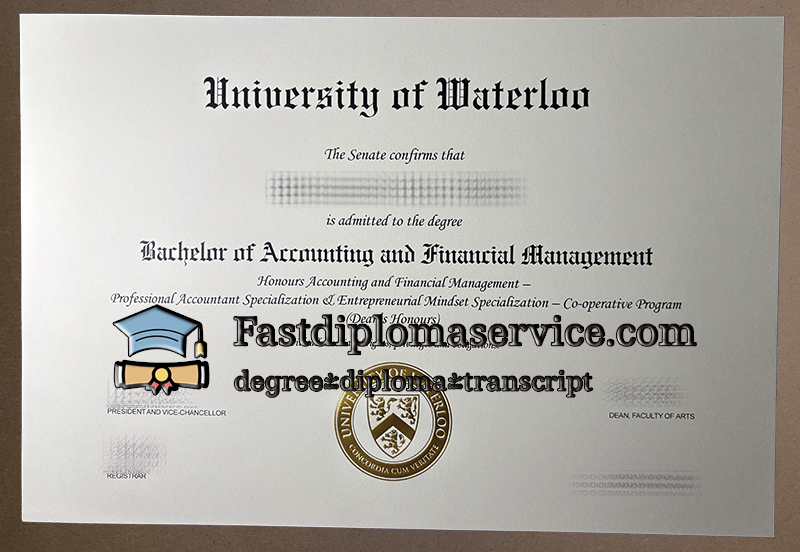 University of Waterloo
The Senate confirms that
is admitted to the degree
Bachelor of Accounting and Financial Management
Honours Accounting and Financial Management –
Professional Accountant Specialization & Entrepreneurial Mindset Specialization – Co-operative Program
(Dean's Honours)
Fastdiplomaservice.com
degree*diploma*transcript
PRESIDENT AND VICE-CHANCELLOR
DEAN, FACULTY OF ARTS
UNIVERSITY OF WATERLOO
CONCORDIA CUM VERITATE
REGISTRAR